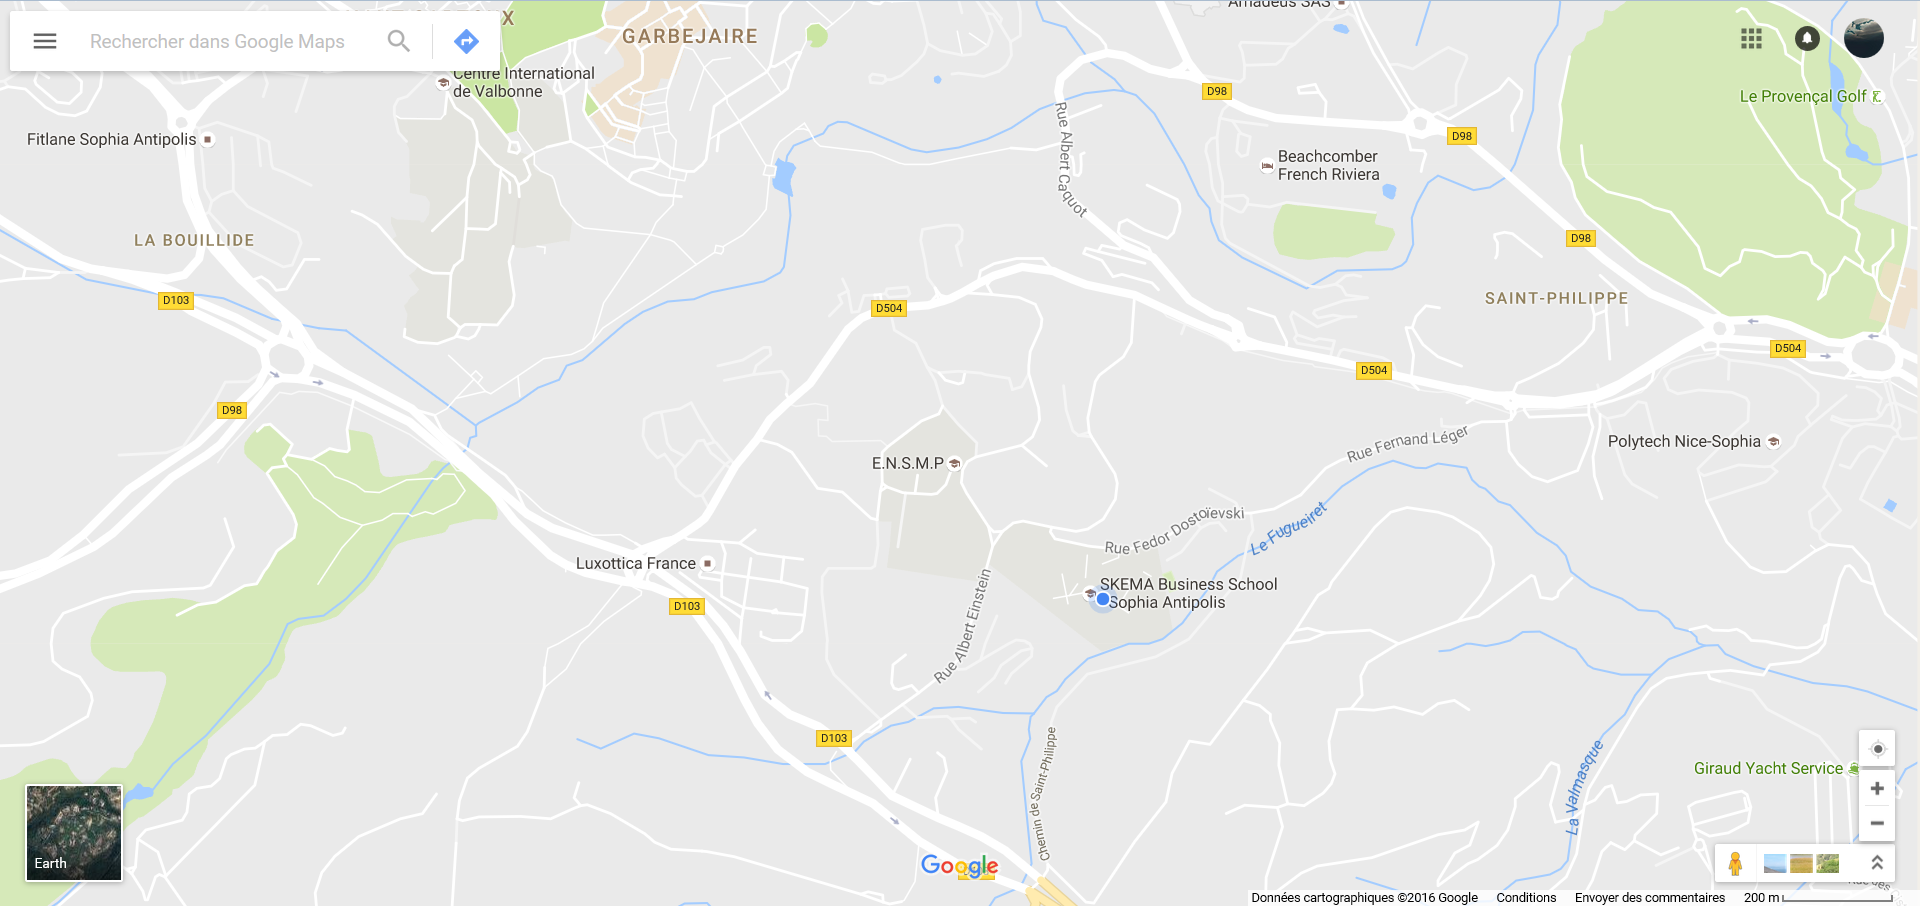 Rechercher dans Google Maps
X
GARBEJAIRE
Amadeus SAS
Centre International
de Valbonne
D98
Le Provençal Golf
Fitlane Sophia Antipolis
D98
Beachcomber
French Riviera
Rue Albert Caquot
LA BOUILLIDE
D98
D103
D504
SAINT-PHILIPPE
D504
D504
D98
Rue Fernand Léger
Polytech Nice-Sophia
E.N.S.M.P
Rue Fedor Dostoïevski
Le Fugueiret
Luxottica France
SKEMA Business School
Sophia Antipolis
D103
Rue Albert Einstein
D103
Chemin de Saint-Philippe
La Valmasque
Giraud Yacht Service
Earth
Google
Rue des
Données cartographiques ©2016 Google
Conditions
Envoyer des commentaires
200 m